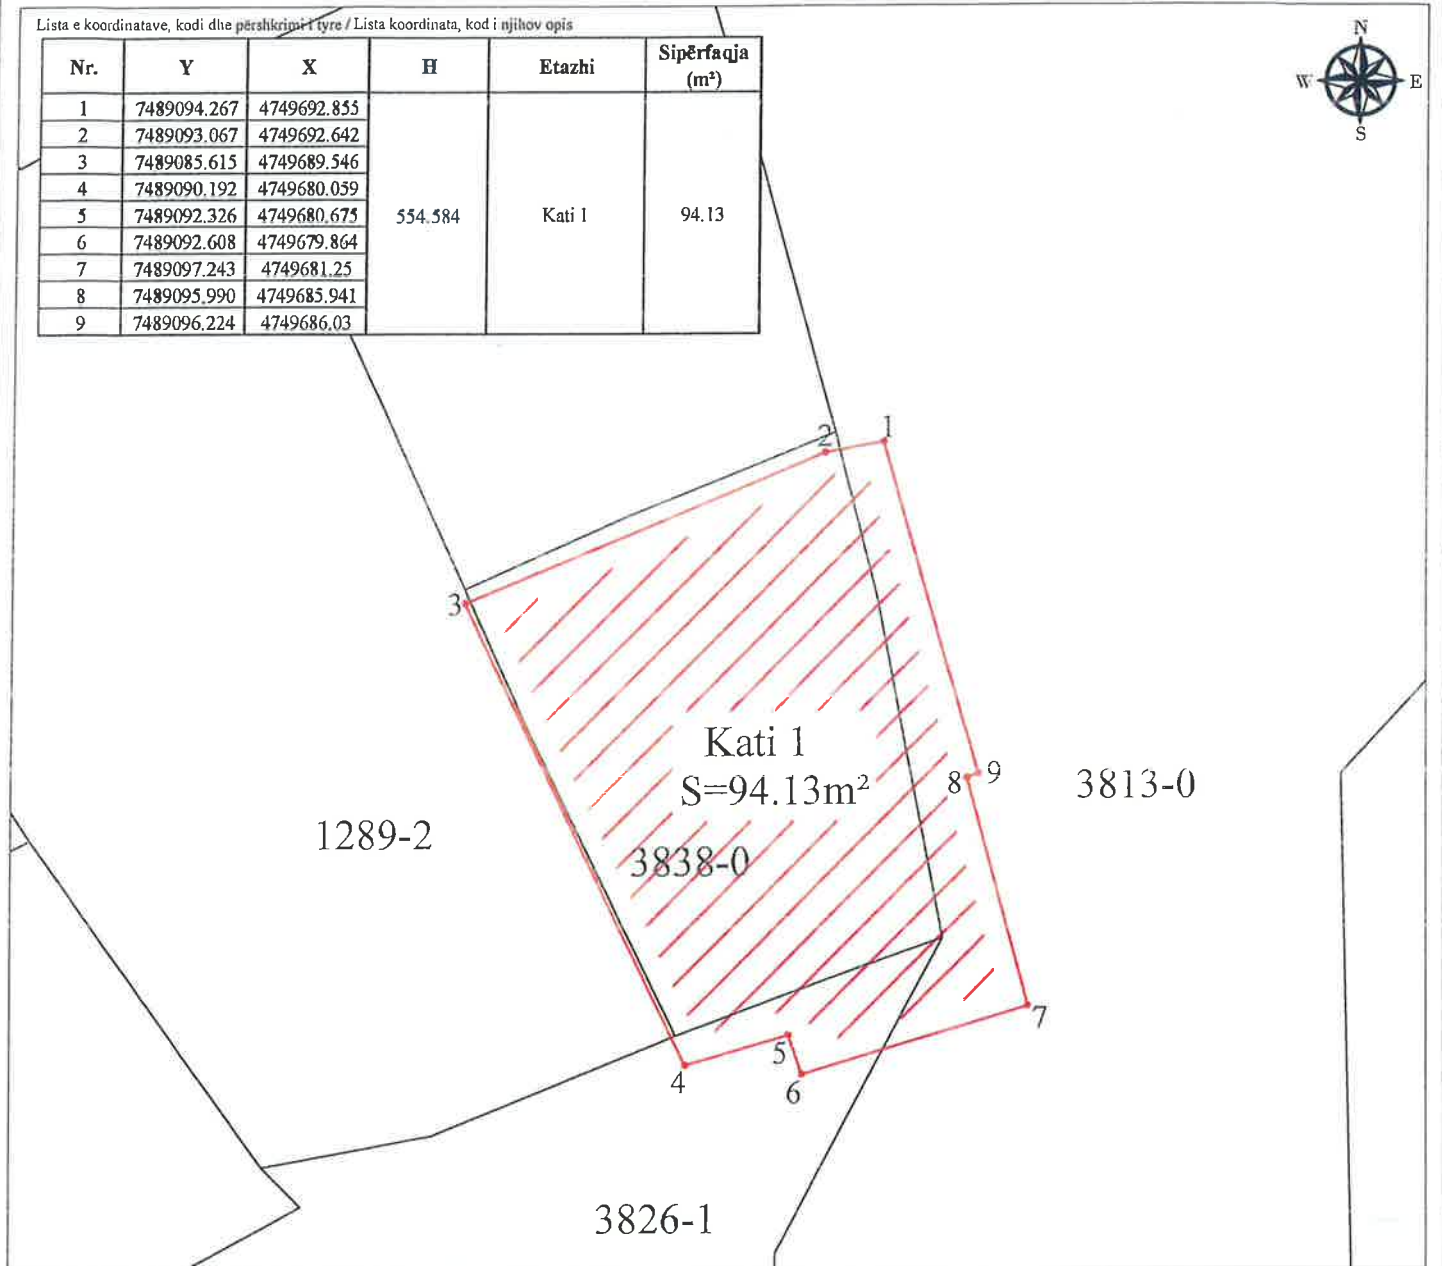 Lista e koordinatave, kodi dhe përshkrimi i tyre / Lista koordinata, kod i njihov opis
Nr. Y X H Etazhi Sipërfaqja (m²)
1 7489094.267 4749692.855
2 7489093.067 4749692.642
3 7489085.615 4749689.546
4 7489090.192 4749680.059
5 7489092.326 4749680.675 554.584 Kati 1 94.13
6 7489092.608 4749679.864
7 7489097.243 4749681.25
8 7489095.990 4749685.941
9 7489096.224 4749686.03
N
W E
S
2 1
3
Kati 1
S=94.13m²
8 9
3813-0
1289-2
3838-0
7
5
4
6
3826-1